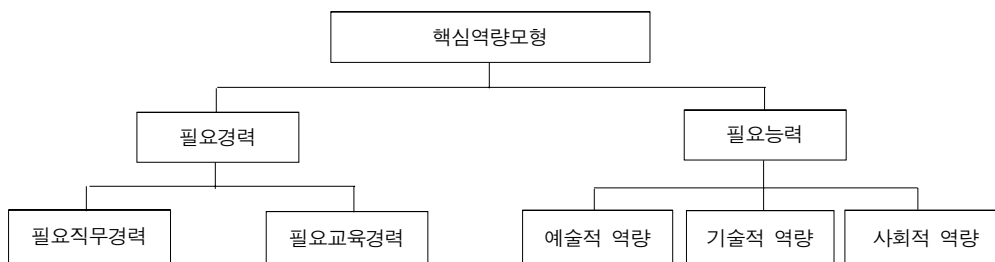 핵심역량모형
필요경력
필요능력
필요직무경력
필요교육경력
예술적 역량
기술적 역량
사회적 역량